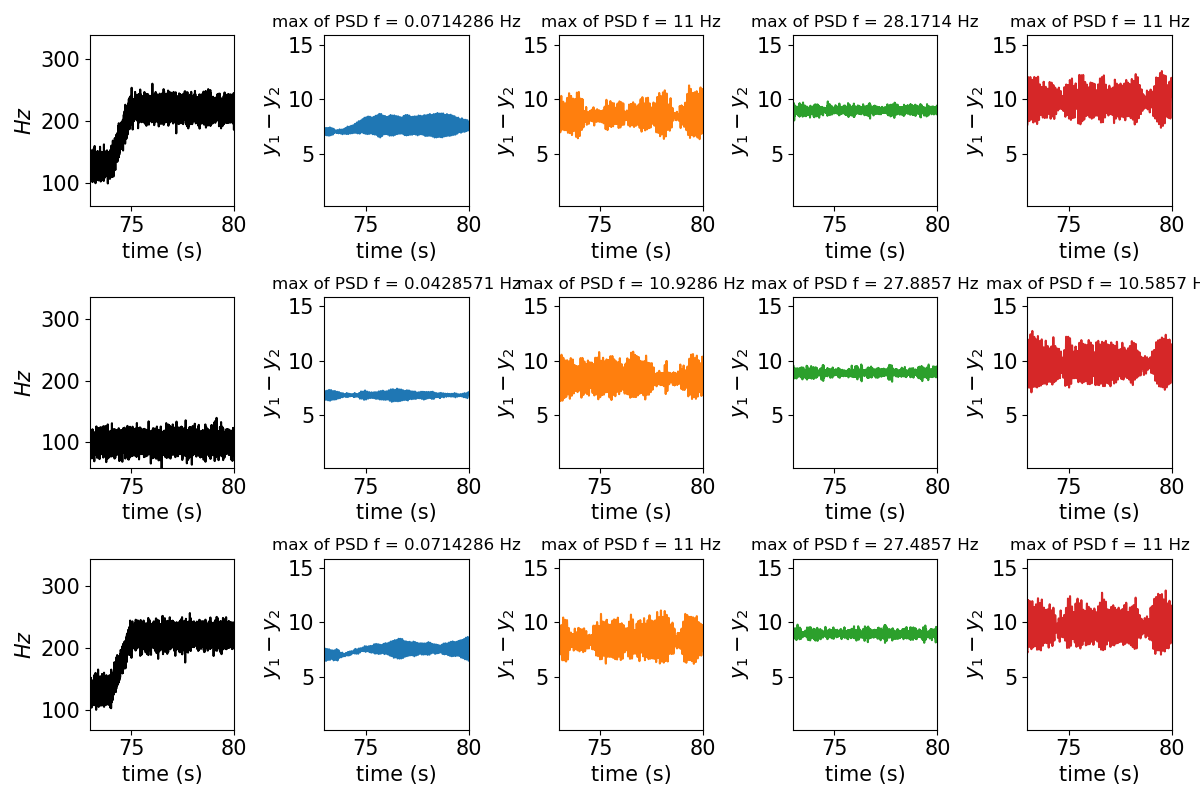 max of PSD f = 0.0714286 Hz max of PSD f = 11 Hz max of PSD f = 28.1714 Hz max of PSD f = 11 Hz
Hz 300 200 100 75 80 time (s)
y₁ − y₂ 15 10 5 75 80 time (s)
y₁ − y₂ 15 10 5 75 80 time (s)
y₁ − y₂ 15 10 5 75 80 time (s)
y₁ − y₂ 15 10 5 75 80 time (s)
max of PSD f = 0.0428571 Hz max of PSD f = 10.9286 Hz max of PSD f = 27.8857 Hz max of PSD f = 10.5857 H
Hz 300 200 100 75 80 time (s)
y₁ − y₂ 15 10 5 75 80 time (s)
y₁ − y₂ 15 10 5 75 80 time (s)
y₁ − y₂ 15 10 5 75 80 time (s)
y₁ − y₂ 15 10 5 75 80 time (s)
max of PSD f = 0.0714286 Hz max of PSD f = 11 Hz max of PSD f = 27.4857 Hz max of PSD f = 11 Hz
Hz 300 200 100 75 80 time (s)
y₁ − y₂ 15 10 5 75 80 time (s)
y₁ − y₂ 15 10 5 75 80 time (s)
y₁ − y₂ 15 10 5 75 80 time (s)
y₁ − y₂ 15 10 5 75 80 time (s)